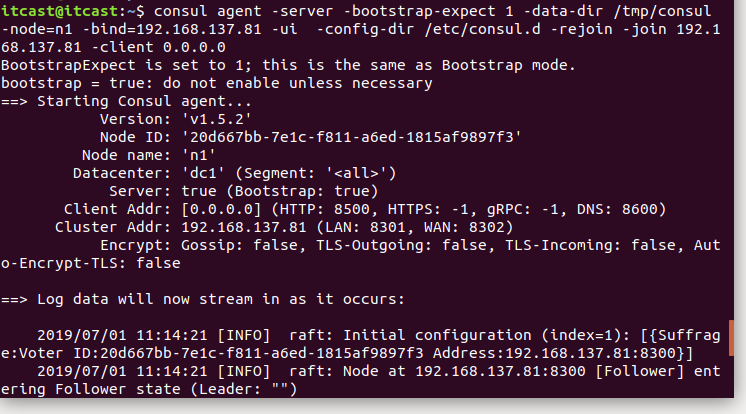 itcast@itcast:~$ consul agent -server -bootstrap-expect 1 -data-dir /tmp/consul
-node=n1 -bind=192.168.137.81 -ui  -config-dir /etc/consul.d -rejoin -join 192.1
68.137.81 -client 0.0.0.0
BootstrapExpect is set to 1; this is the same as Bootstrap mode.
bootstrap = true: do not enable unless necessary
==> Starting Consul agent...
           Version: 'v1.5.2'
           Node ID: '20d667bb-7e1c-f811-a6ed-1815af9897f3'
         Node name: 'n1'
        Datacenter: 'dc1' (Segment: '<all>')
            Server: true (Bootstrap: true)
       Client Addr: [0.0.0.0] (HTTP: 8500, HTTPS: -1, gRPC: -1, DNS: 8600)
      Cluster Addr: 192.168.137.81 (LAN: 8301, WAN: 8302)
           Encrypt: Gossip: false, TLS-Outgoing: false, TLS-Incoming: false, Aut
o-Encrypt-TLS: false
==> Log data will now stream in as it occurs:
    2019/07/01 11:14:21 [INFO]  raft: Initial configuration (index=1): [{Suffrag
e:Voter ID:20d667bb-7e1c-f811-a6ed-1815af9897f3 Address:192.168.137.81:8300}]
    2019/07/01 11:14:21 [INFO]  raft: Node at 192.168.137.81:8300 [Follower] ent
ering Follower state (Leader: "")